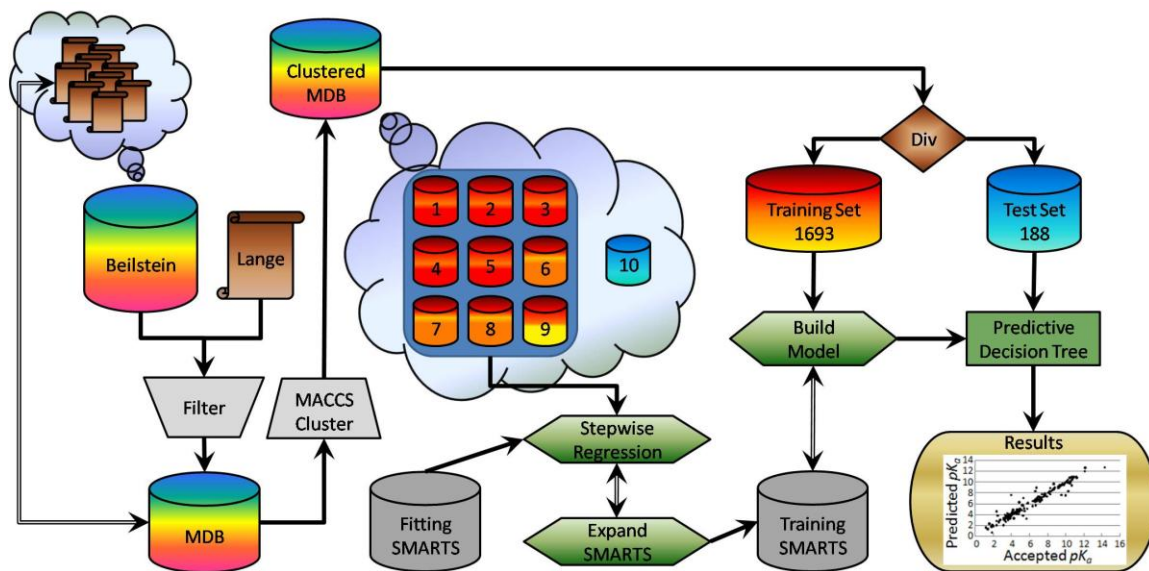 Clustered
MDB
Div
Beilstein
Lange
1
2
3
4
5
6
7
8
9
10
Training Set
1693
Test Set
188
Filter
MACCS
Cluster
Build
Model
Predictive
Decision Tree
Stepwise
Regression
MDB
Fitting
SMARTS
Expand
SMARTS
Training
SMARTS
Results
Predicted pKa
14
12
10
8
6
4
2
0
0
2
4
6
8
10
12
14
16
Accepted pKa